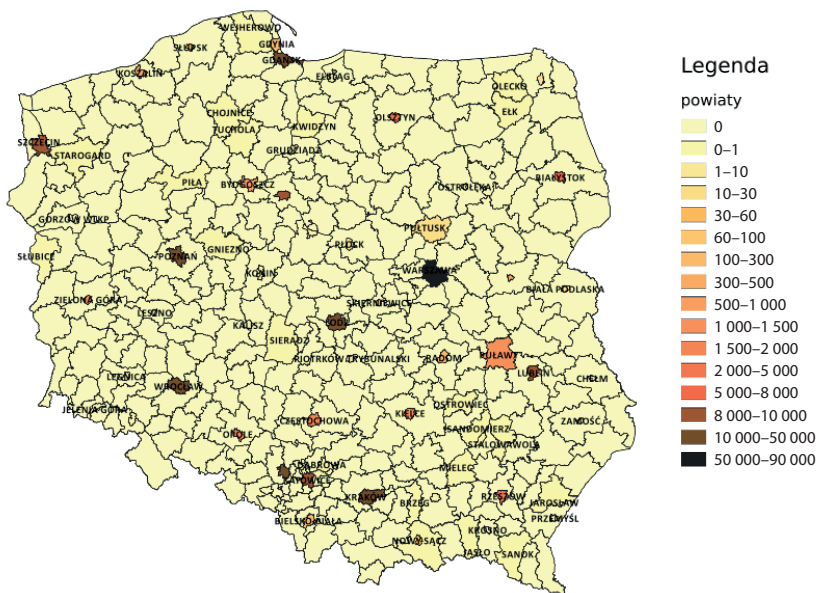 WEJHEROWO
GDYNIA
SŁUPSK
GDAŃSK
KOSZALIN
ELBLĄG
OLECKO
EŁK
CHOJNICE
OLSZTYN
KWIDZYN
TUCHOLA
SZCZECIN
STAROGARD
GRUDZIĄDZ
PIŁA
BYDGOSZCZ
OSTROŁĘKA
BIAŁYSTOK
GORZÓW WLKP
PUŁTUSK
PŁOCK
SŁUBICE
POZNAŃ
GNIEZNO
KONIN
WARSZAWA
BIAŁA PODLASKA
ZIELONA GÓRA
LESZNO
SKIERNIEWICE
ŁÓDŹ
KALISZ
SIERADZ
PIOTRKÓW TRYBUNALSKI
RADOM
PUŁAWY
LUBLIN
CHEŁM
LEGNICA
WROCŁAW
JELENIA GÓRA
OSTROWIEC
CZĘSTOCHOWA
KIELCE
SANDOMIERZ
ZAMOŚĆ
OPOLE
STALOWA WOLA
DĄBROWA
KATOWICE
MIELEC
KRAKÓW
BRZEG
RZESZÓW
JAROSŁAW
PRZEMYŚL
BIELSKO-BIAŁA
NOWY SĄCZ
KROSNO
JASŁO
SANOK
Legenda
powiaty
0
0–1
1–10
10–30
30–60
60–100
100–300
300–500
500–1 000
1 000–1 500
1 500–2 000
2 000–5 000
5 000–8 000
8 000–10 000
10 000–50 000
50 000–90 000